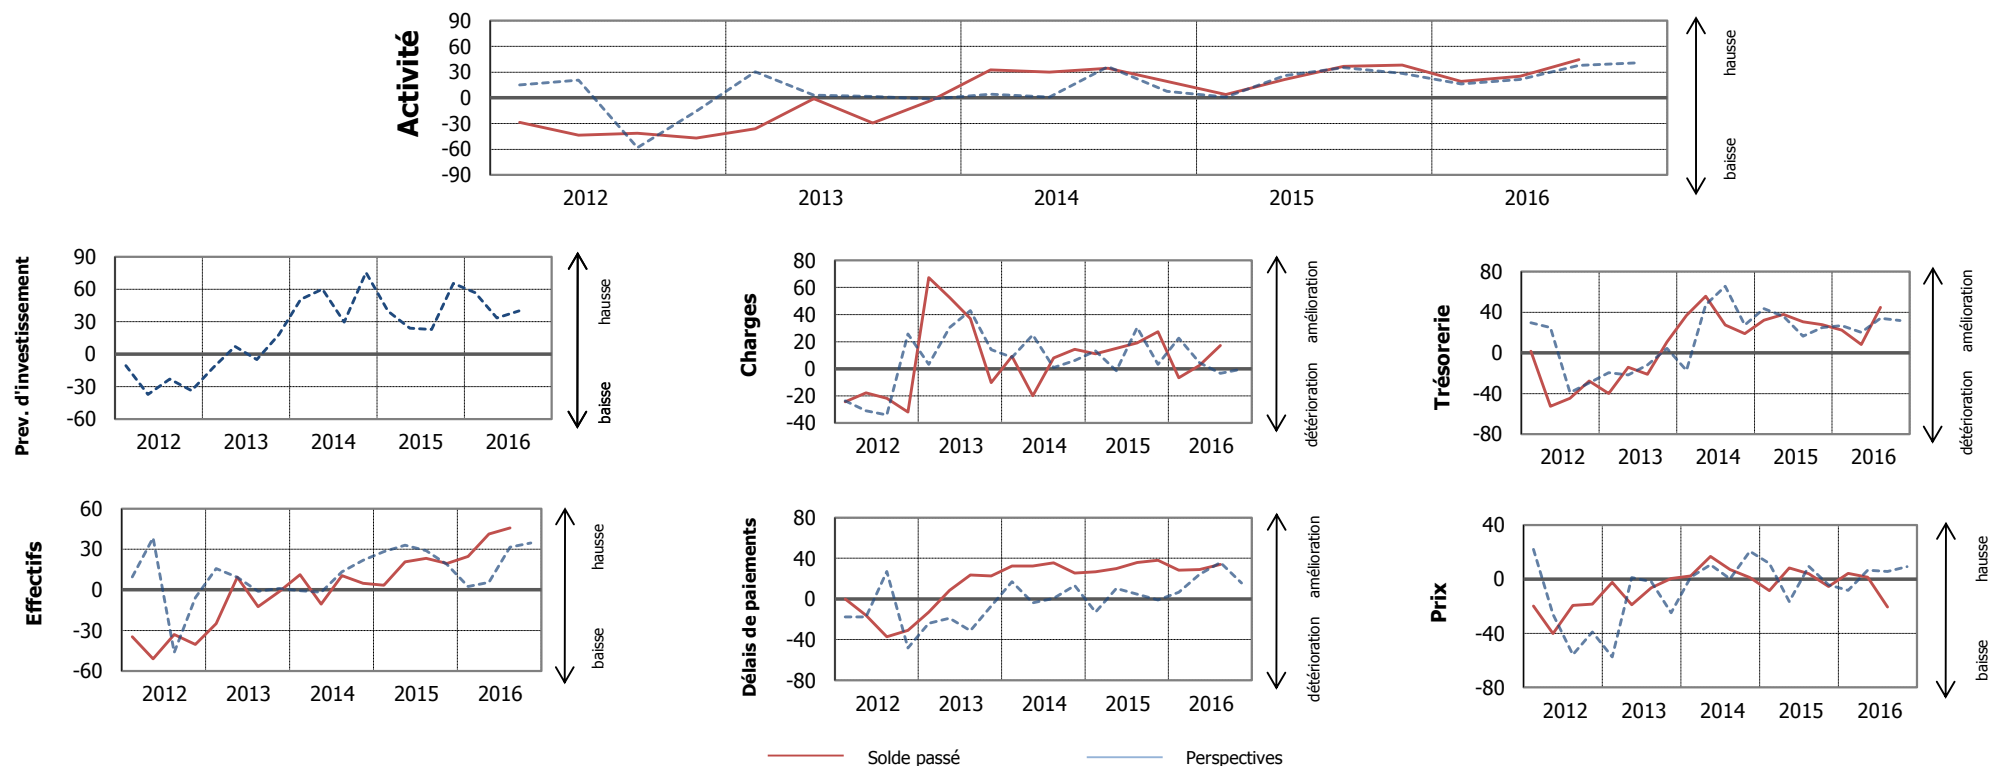 Activité
90
60
30
0
-30
-60
-90
2012 2013 2014 2015 2016
hausse
baisse
Prev. d'investissement
90
60
30
0
-30
-60
2012 2013 2014 2015 2016
hausse
baisse
Charges
80
60
40
20
0
-20
-40
2012 2013 2014 2015 2016
amélioration
détérioration
Trésorerie
80
40
0
-40
-80
2012 2013 2014 2015 2016
amélioration
détérioration
Effectifs
60
30
0
-30
-60
2012 2013 2014 2015 2016
hausse
baisse
Délais de paiements
80
40
0
-40
-80
2012 2013 2014 2015 2016
amélioration
détérioration
Prix
40
0
-40
-80
2012 2013 2014 2015 2016
hausse
baisse
Solde passé Perspectives